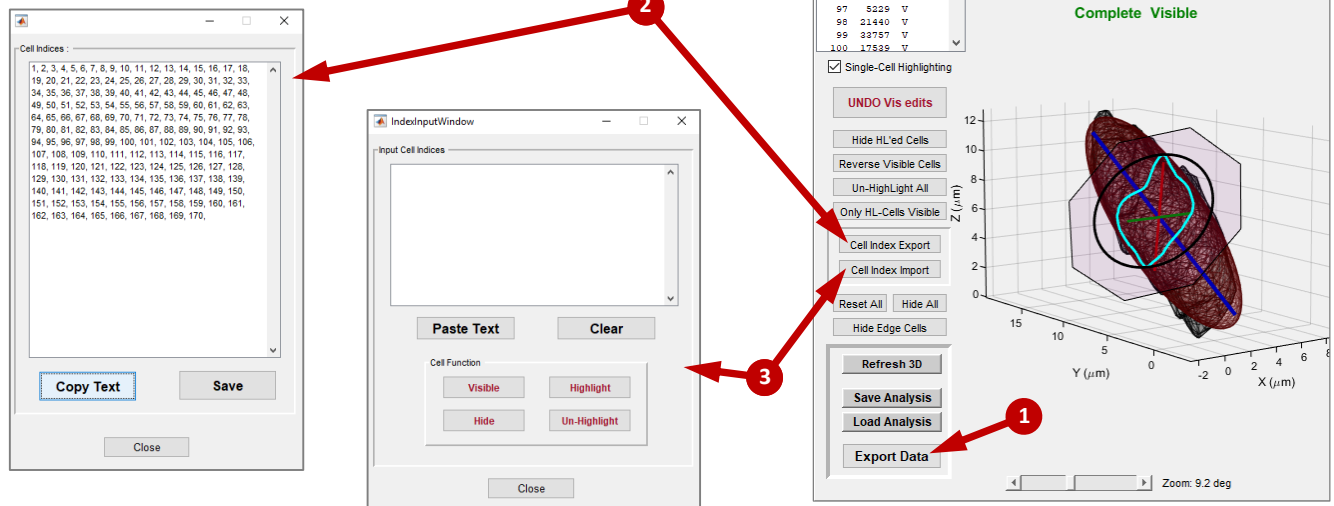 Cell Indices :
1, 2, 3, 4, 5, 6, 7, 8, 9, 10, 11, 12, 13, 14, 15, 16, 17, 18,
19, 20, 21, 22, 23, 24, 25, 26, 27, 28, 29, 30, 31, 32, 33,
34, 35, 36, 37, 38, 39, 40, 41, 42, 43, 44, 45, 46, 47, 48,
49, 50, 51, 52, 53, 54, 55, 56, 57, 58, 59, 60, 61, 62, 63,
64, 65, 66, 67, 68, 69, 70, 71, 72, 73, 74, 75, 76, 77, 78,
79, 80, 81, 82, 83, 84, 85, 86, 87, 88, 89, 90, 91, 92, 93,
94, 95, 96, 97, 98, 99, 100, 101, 102, 103, 104, 105, 106,
107, 108, 109, 110, 111, 112, 113, 114, 115, 116, 117,
118, 119, 120, 121, 122, 123, 124, 125, 126, 127, 128,
129, 130, 131, 132, 133, 134, 135, 136, 137, 138, 139,
140, 141, 142, 143, 144, 145, 146, 147, 148, 149, 150,
151, 152, 153, 154, 155, 156, 157, 158, 159, 160, 161,
162, 163, 164, 165, 166, 167, 168, 169, 170,
Copy Text
Save
Close
2
IndexInputWindow
Input Cell Indices
Paste Text
Clear
Cell Function
Visible
Highlight
Hide
Un-Highlight
Close
3
97 5229 V
98 21440 V
99 33757 V
100 17539 V
Single-Cell Highlighting
UNDO Vis edits
Hide HL'ed Cells
Reverse Visible Cells
Un-HighLight All
Only HL-Cells Visible
Cell Index Export
Cell Index Import
Reset All
Hide All
Hide Edge Cells
Refresh 3D
Save Analysis
Load Analysis
Export Data
1
Complete Visible
12
10
8
6
4
2
0
Z (μm)
15
10
5
0
Y (μm)
-2
0
2
4
6
8
X (μm)
Zoom: 9.2 deg